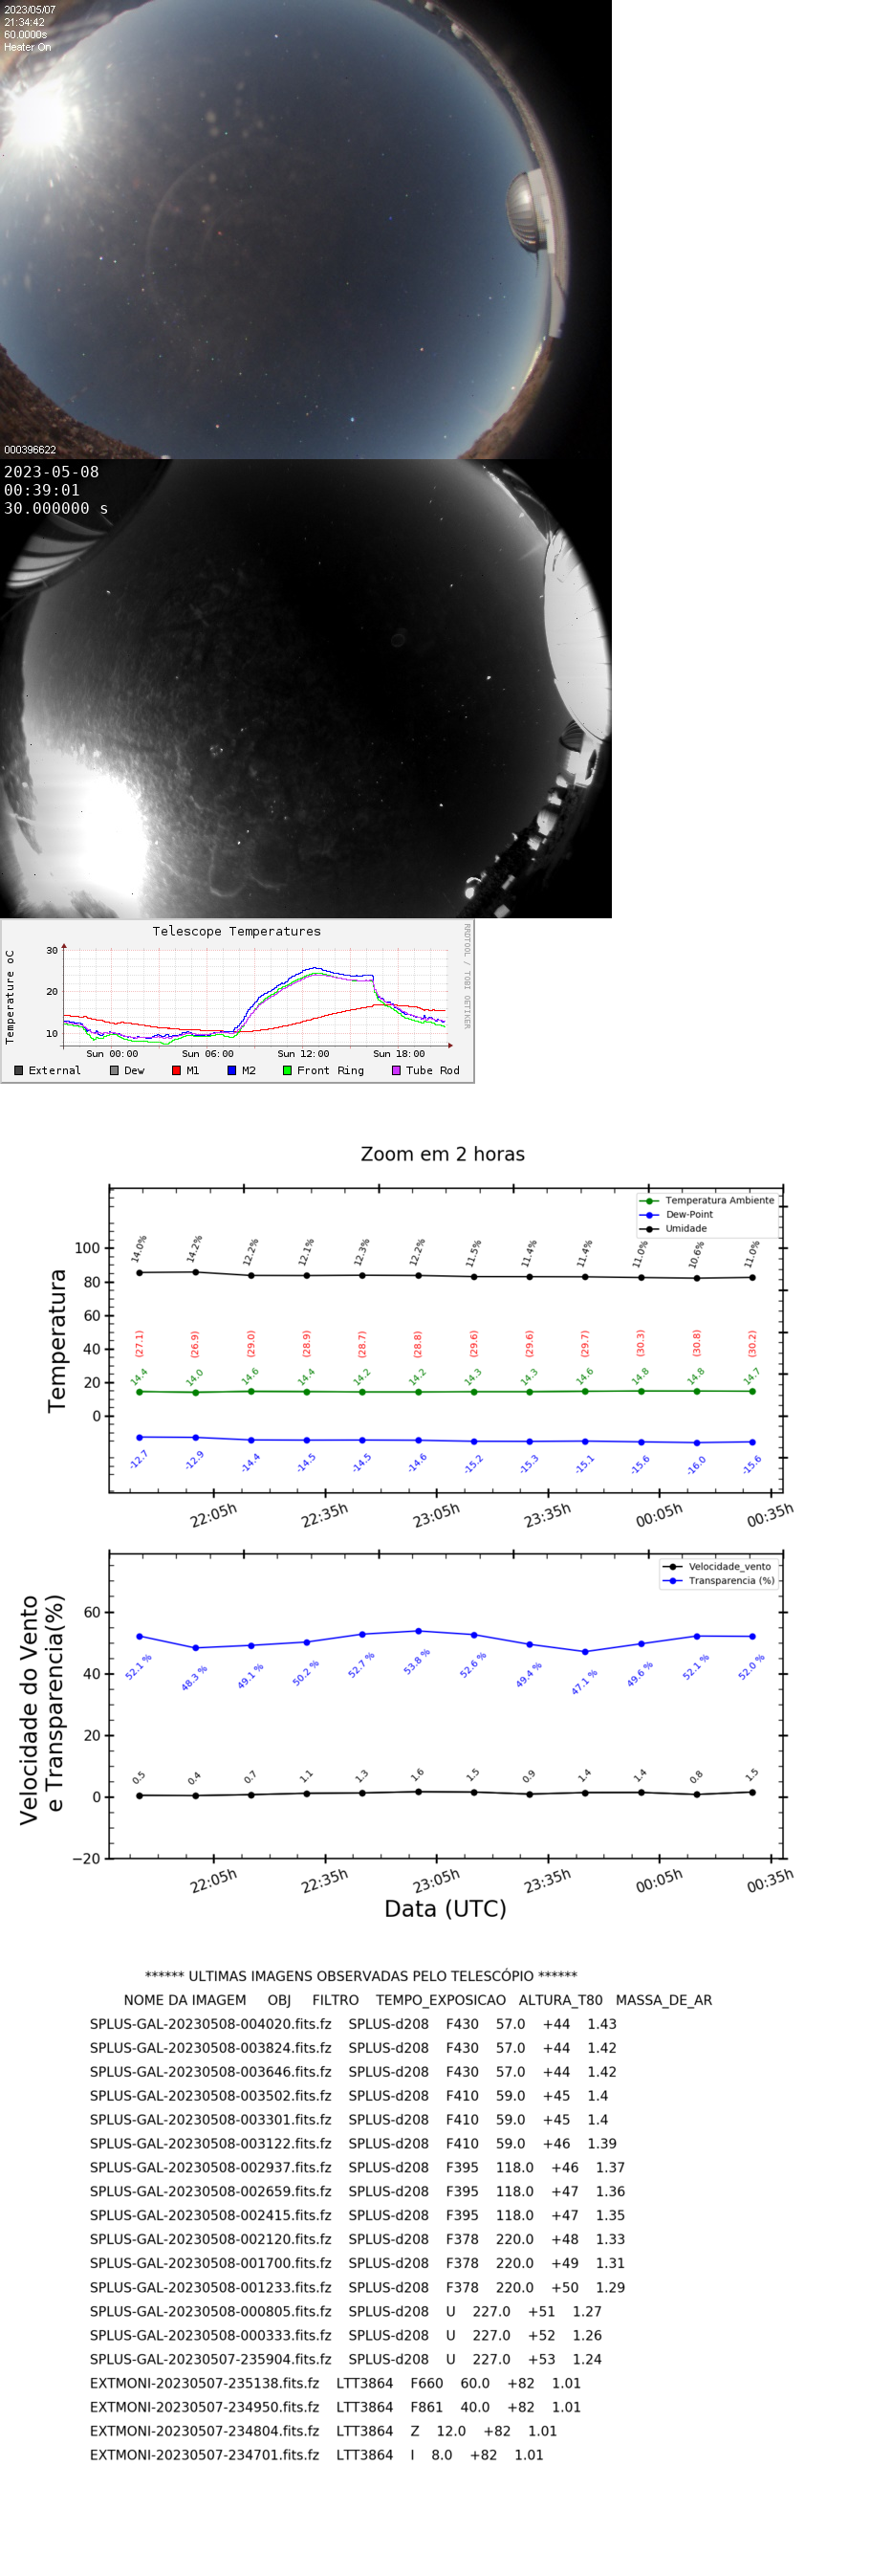 2023/05/07
21:34:42
60.0000s
Heater On
000396622
2023-05-08
00:39:01
30.000000 s
Telescope Temperatures
RRDTOOL / TOBI OETIKER
Temperature oC
30
20
10
Sun 00:00 Sun 06:00 Sun 12:00 Sun 18:00
External Dew M1 M2 Front Ring Tube Rod
Zoom em 2 horas
Temperatura Ambiente
Dew-Point
Umidade
Temperatura
100
80
60
40
20
0
14.0% 14.2% 12.2% 12.1% 12.3% 12.2% 11.5% 11.4% 11.4% 11.0% 10.6% 11.0%
(27.1) (26.9) (29.0) (28.9) (28.7) (28.8) (29.6) (29.6) (29.7) (30.3) (30.8) (30.2)
14.4 14.0 14.6 14.4 14.2 14.2 14.3 14.3 14.6 14.8 14.8 14.7
-12.7 -12.9 -14.4 -14.5 -14.5 -14.6 -15.2 -15.3 -15.1 -15.6 -16.0 -15.6
22:05h 22:35h 23:05h 23:35h 00:05h 00:35h
Velocidade_vento
Transparencia (%)
Velocidade do Vento
e Transparencia(%)
60
40
20
0
−20
52.1 % 48.3 % 49.1 % 50.2 % 52.7 % 53.8 % 52.6 % 49.4 % 47.1 % 49.6 % 52.1 % 52.0 %
0.5 0.4 0.7 1.1 1.3 1.6 1.5 0.9 1.4 1.4 0.8 1.5
22:05h 22:35h 23:05h 23:35h 00:05h 00:35h
Data (UTC)
****** ULTIMAS IMAGENS OBSERVADAS PELO TELESCÓPIO ******
NOME DA IMAGEM OBJ FILTRO TEMPO_EXPOSICAO ALTURA_T80 MASSA_DE_AR
SPLUS-GAL-20230508-004020.fits.fz SPLUS-d208 F430 57.0 +44 1.43
SPLUS-GAL-20230508-003824.fits.fz SPLUS-d208 F430 57.0 +44 1.42
SPLUS-GAL-20230508-003646.fits.fz SPLUS-d208 F430 57.0 +44 1.42
SPLUS-GAL-20230508-003502.fits.fz SPLUS-d208 F410 59.0 +45 1.4
SPLUS-GAL-20230508-003301.fits.fz SPLUS-d208 F410 59.0 +45 1.4
SPLUS-GAL-20230508-003122.fits.fz SPLUS-d208 F410 59.0 +46 1.39
SPLUS-GAL-20230508-002937.fits.fz SPLUS-d208 F395 118.0 +46 1.37
SPLUS-GAL-20230508-002659.fits.fz SPLUS-d208 F395 118.0 +47 1.36
SPLUS-GAL-20230508-002415.fits.fz SPLUS-d208 F395 118.0 +47 1.35
SPLUS-GAL-20230508-002120.fits.fz SPLUS-d208 F378 220.0 +48 1.33
SPLUS-GAL-20230508-001700.fits.fz SPLUS-d208 F378 220.0 +49 1.31
SPLUS-GAL-20230508-001233.fits.fz SPLUS-d208 F378 220.0 +50 1.29
SPLUS-GAL-20230508-000805.fits.fz SPLUS-d208 U 227.0 +51 1.27
SPLUS-GAL-20230508-000333.fits.fz SPLUS-d208 U 227.0 +52 1.26
SPLUS-GAL-20230507-235904.fits.fz SPLUS-d208 U 227.0 +53 1.24
EXTMONI-20230507-235138.fits.fz LTT3864 F660 60.0 +82 1.01
EXTMONI-20230507-234950.fits.fz LTT3864 F861 40.0 +82 1.01
EXTMONI-20230507-234804.fits.fz LTT3864 Z 12.0 +82 1.01
EXTMONI-20230507-234701.fits.fz LTT3864 I 8.0 +82 1.01